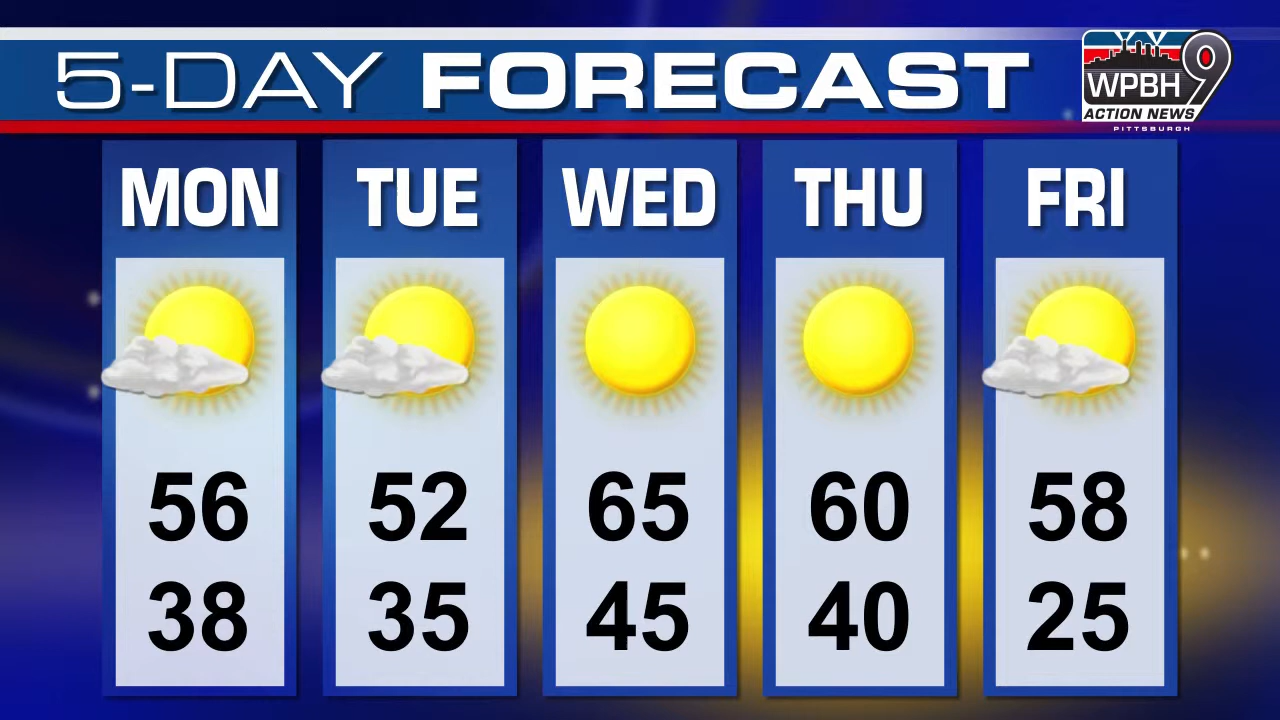 5-DAY FORECAST
WPBH 9
ACTION NEWS
PITTSBURGH
MON TUE WED THU FRI
56 52 65 60 58
38 35 45 40 25